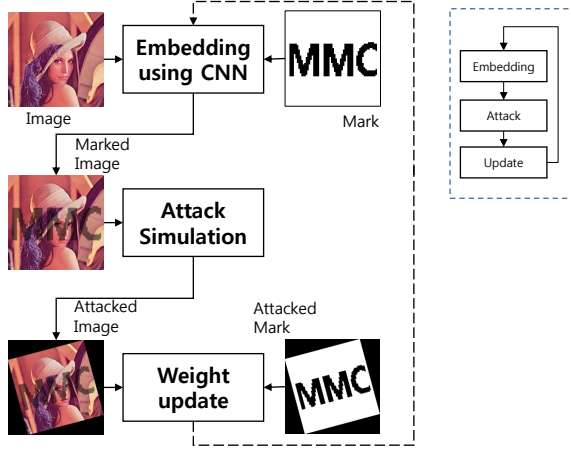 Embedding
using CNN
MMC
Image
Mark
Marked
Image
MMC
Attack
Simulation
Attacked
Image
Attacked
Mark
MMC
Weight
update
MMC
Embedding
Attack
Update